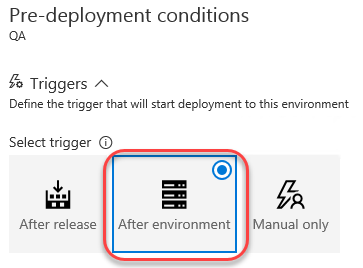 Pre-deployment conditions
QA
Triggers
Define the trigger that will start deployment to this environment
Select trigger
After release
After environment
Manual only